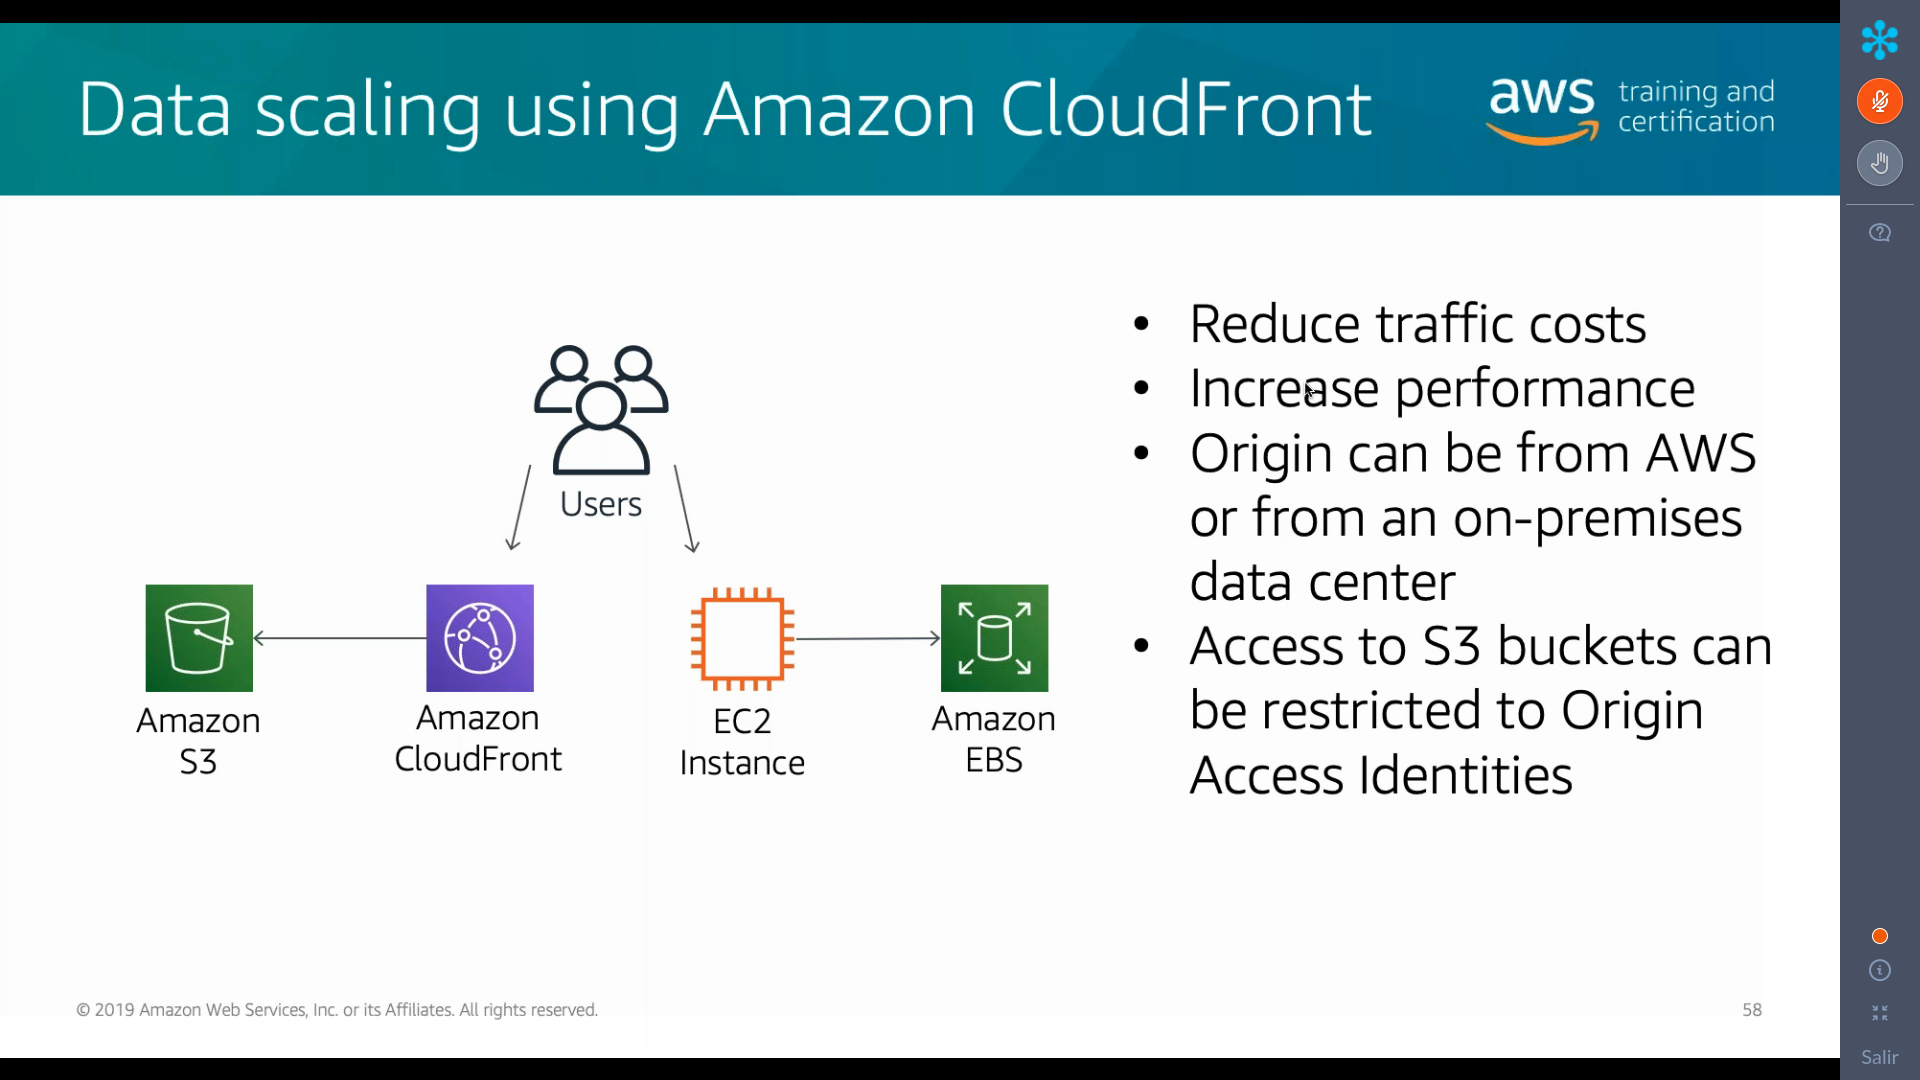 Data scaling using Amazon CloudFront
aws training and
certification
Users
Amazon
S3
Amazon
CloudFront
EC2
Instance
Amazon
EBS
• Reduce traffic costs
• Increase performance
• Origin can be from AWS
or from an on-premises
data center
• Access to S3 buckets can
be restricted to Origin
Access Identities
© 2019 Amazon Web Services, Inc. or its Affiliates. All rights reserved.
58
Salir